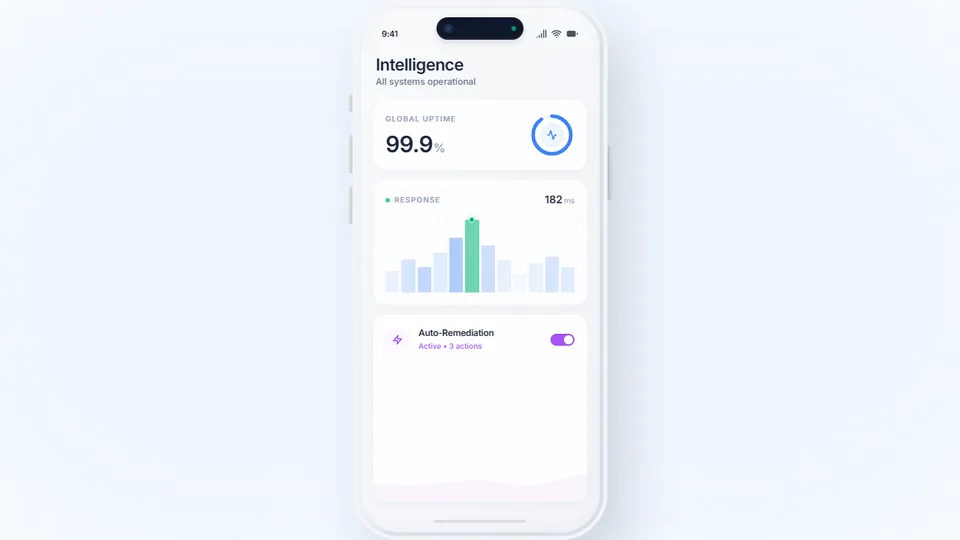 9:41
Intelligence
All systems operational
GLOBAL UPTIME
99.9%
RESPONSE
182 ms
Auto-Remediation
Active • 3 actions